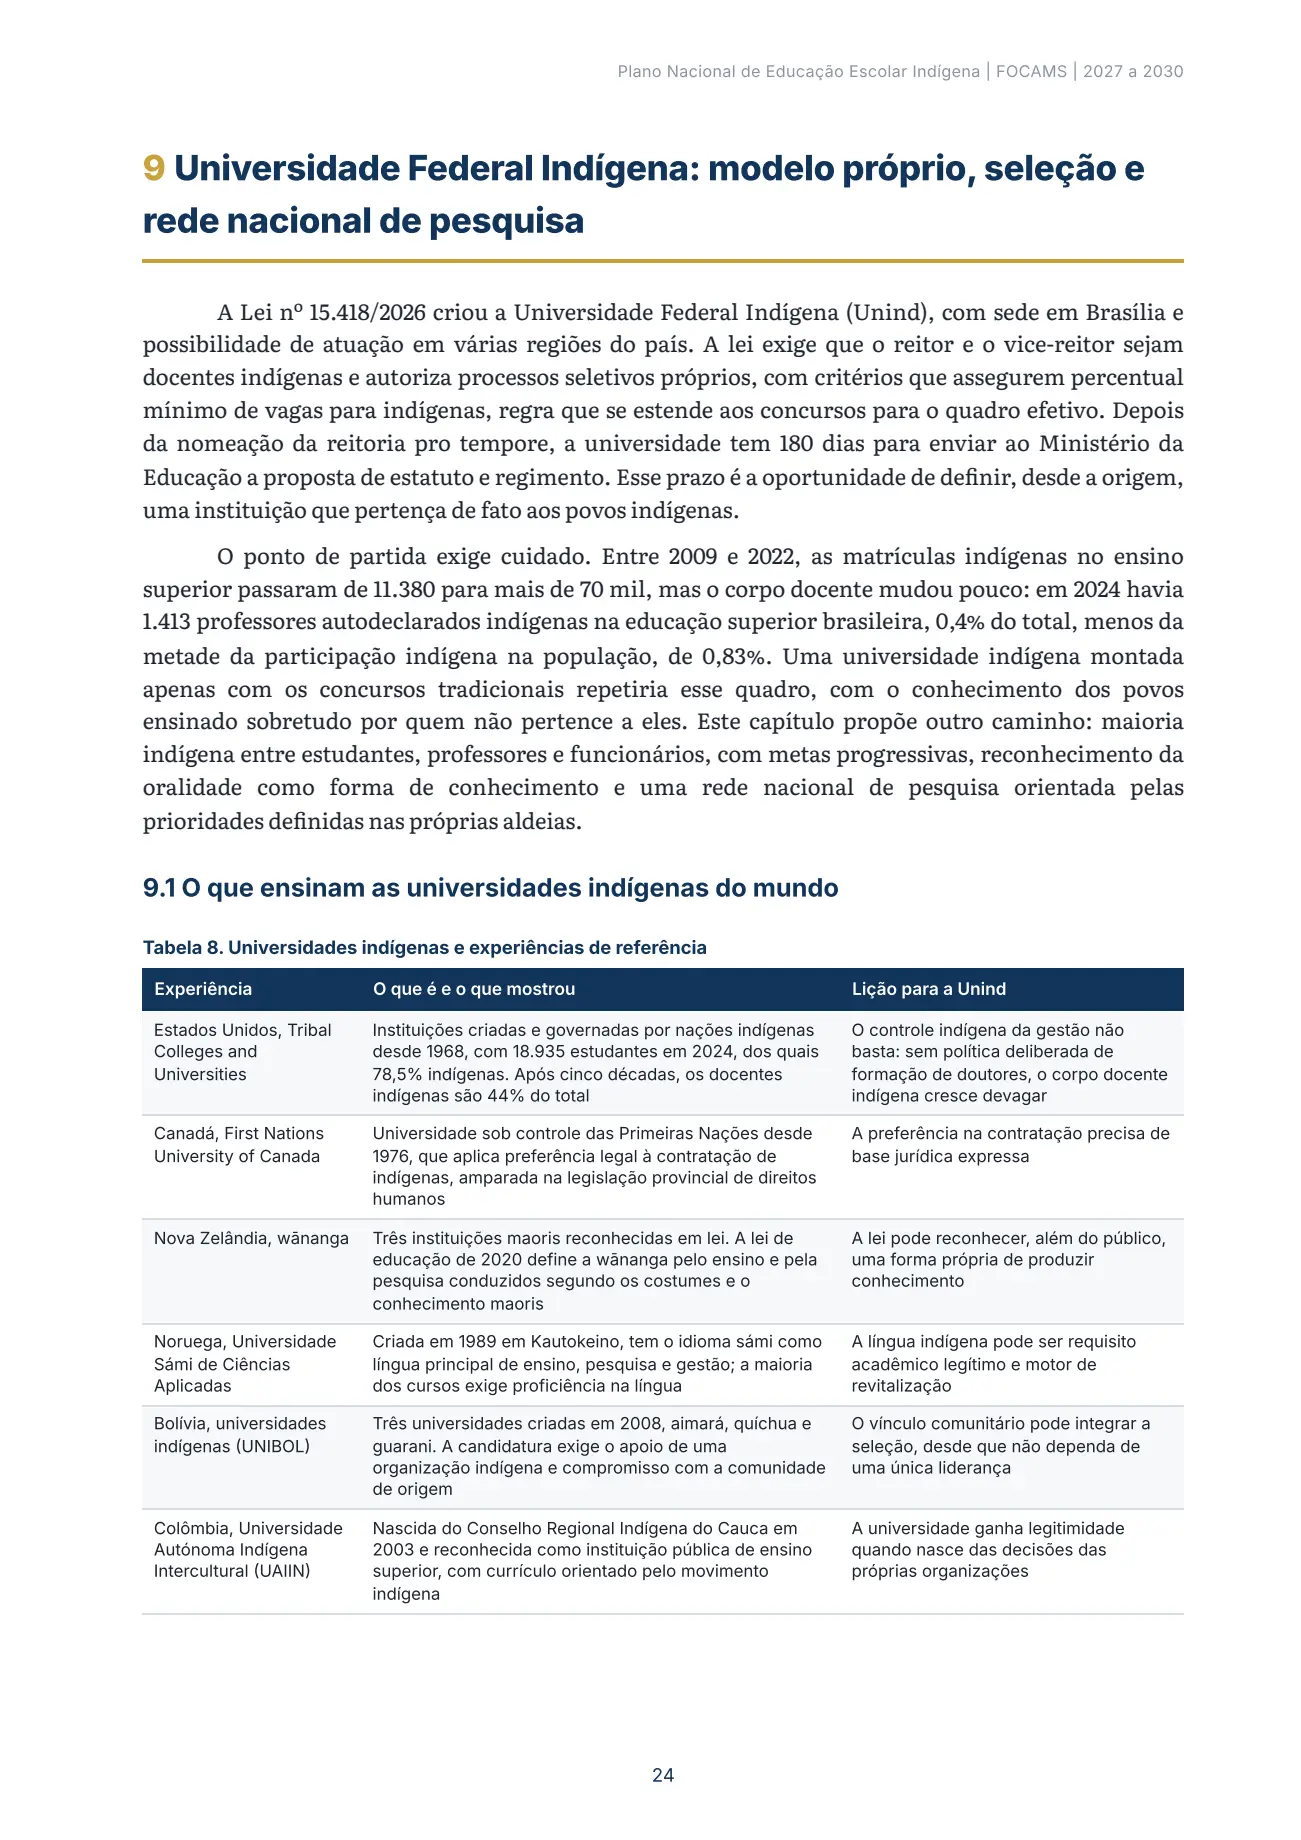 Plano Nacional de Educação Escolar Indígena | FOCAMS | 2027 a 2030
9 Universidade Federal Indígena: modelo próprio, seleção e
rede nacional de pesquisa
A Lei nº 15.418/2026 criou a Universidade Federal Indígena (Unind), com sede em Brasília e
possibilidade de atuação em várias regiões do país. A lei exige que o reitor e o vice-reitor sejam
docentes indígenas e autoriza processos seletivos próprios, com critérios que assegurem percentual
mínimo de vagas para indígenas, regra que se estende aos concursos para o quadro efetivo. Depois
da nomeação da reitoria pro tempore, a universidade tem 180 dias para enviar ao Ministério da
Educação a proposta de estatuto e regimento. Esse prazo é a oportunidade de definir, desde a origem,
uma instituição que pertença de fato aos povos indígenas.
O ponto de partida exige cuidado. Entre 2009 e 2022, as matrículas indígenas no ensino
superior passaram de 11.380 para mais de 70 mil, mas o corpo docente mudou pouco: em 2024 havia
1.413 professores autodeclarados indígenas na educação superior brasileira, 0,4% do total, menos da
metade da participação indígena na população, de 0,83%. Uma universidade indígena montada
apenas com os concursos tradicionais repetiria esse quadro, com o conhecimento dos povos
ensinado sobretudo por quem não pertence a eles. Este capítulo propõe outro caminho: maioria
indígena entre estudantes, professores e funcionários, com metas progressivas, reconhecimento da
oralidade como forma de conhecimento e uma rede nacional de pesquisa orientada pelas
prioridades definidas nas próprias aldeias.
9.1 O que ensinam as universidades indígenas do mundo
Tabela 8. Universidades indígenas e experiências de referência
Experiência O que é e o que mostrou Lição para a Unind
Estados Unidos, Tribal
Colleges and
Universities
Instituições criadas e governadas por nações indígenas
desde 1968, com 18.935 estudantes em 2024, dos quais
78,5% indígenas. Após cinco décadas, os docentes
indígenas são 44% do total
O controle indígena da gestão não
basta: sem política deliberada de
formação de doutores, o corpo docente
indígena cresce devagar
Canadá, First Nations
University of Canada
Universidade sob controle das Primeiras Nações desde
1976, que aplica preferência legal à contratação de
indígenas, amparada na legislação provincial de direitos
humanos
A preferência na contratação precisa de
base jurídica expressa
Nova Zelândia, wānanga
Três instituições maoris reconhecidas em lei. A lei de
educação de 2020 define a wānanga pelo ensino e pela
pesquisa conduzidos segundo os costumes e o
conhecimento maoris
A lei pode reconhecer, além do público,
uma forma própria de produzir
conhecimento
Noruega, Universidade
Sámi de Ciências
Aplicadas
Criada em 1989 em Kautokeino, tem o idioma sámi como
língua principal de ensino, pesquisa e gestão; a maioria
dos cursos exige proficiência na língua
A língua indígena pode ser requisito
acadêmico legítimo e motor de
revitalização
Bolívia, universidades
indígenas (UNIBOL)
Três universidades criadas em 2008, aimará, quíchua e
guarani. A candidatura exige o apoio de uma
organização indígena e compromisso com a comunidade
de origem
O vínculo comunitário pode integrar a
seleção, desde que não dependa de
uma única liderança
Colômbia, Universidade
Autónoma Indígena
Intercultural (UAIIN)
Nascida do Conselho Regional Indígena do Cauca em
2003 e reconhecida como instituição pública de ensino
superior, com currículo orientado pelo movimento
indígena
A universidade ganha legitimidade
quando nasce das decisões das
próprias organizações
24